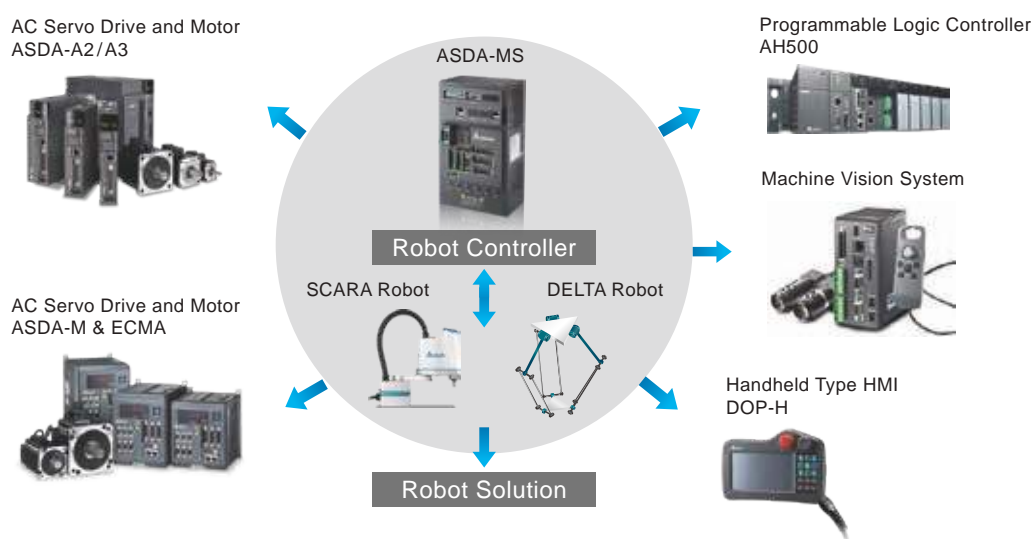 AC Servo Drive and Motor
ASDA-A2/A3
ASDA-MS
Programmable Logic Controller
AH500
Machine Vision System
Robot Controller
SCARA Robot
DELTA Robot
AC Servo Drive and Motor
ASDA-M & ECMA
Handheld Type HMI
DOP-H
Robot Solution